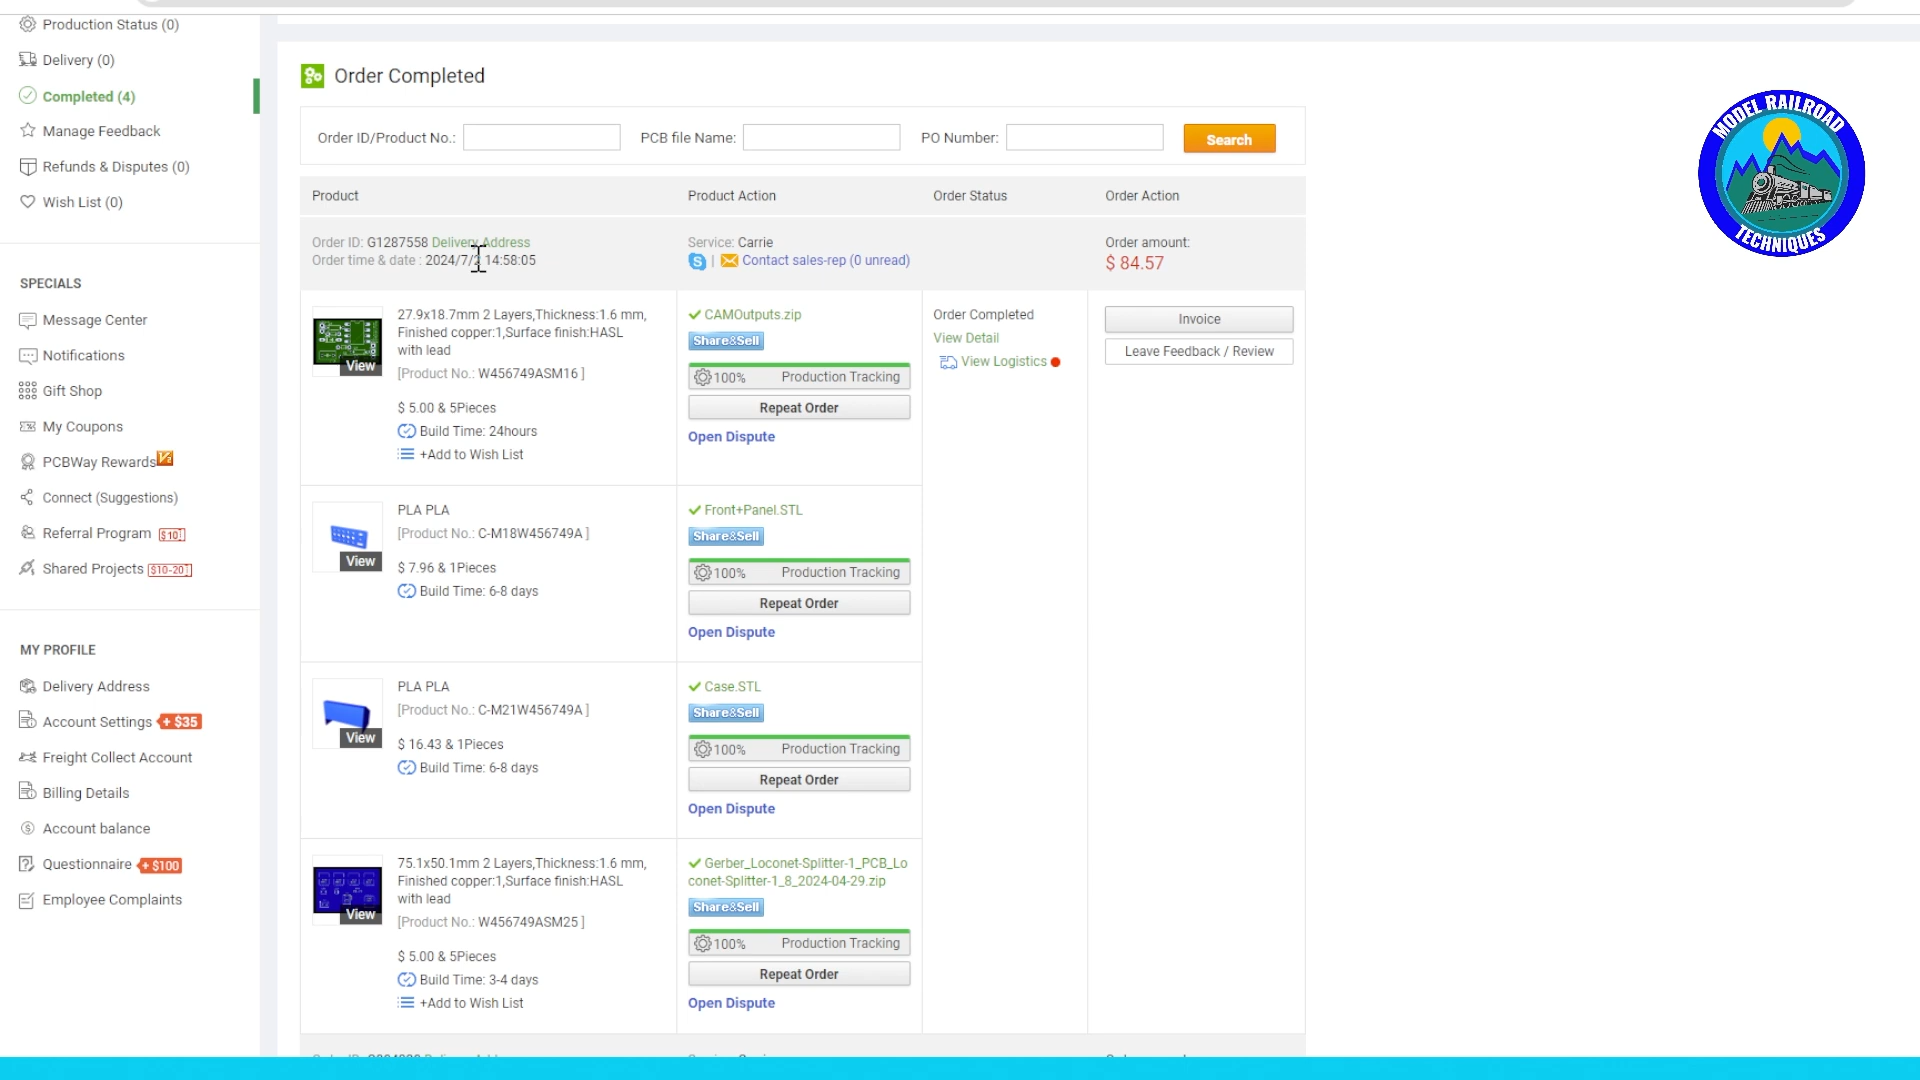 Production Status (0)
Delivery (0)
Completed (4)
Manage Feedback
Refunds & Disputes (0)
Wish List (0)
SPECIALS
Message Center
Notifications
Gift Shop
My Coupons
PCBWay Rewards
Connect (Suggestions)
Referral Program $10
Shared Projects $10-20
MY PROFILE
Delivery Address
Account Settings + $35
Freight Collect Account
Billing Details
Account balance
Questionnaire + $100
Employee Complaints
Order Completed
Order ID/Product No.: PCB file Name: PO Number: Search
Product Product Action Order Status Order Action
Order ID: G1287558 Delivery Address
Order time & date : 2024/7/2 14:58:05
Service: Carrie
Contact sales-rep (0 unread)
Order amount:
$ 84.57
27.9x18.7mm 2 Layers,Thickness:1.6 mm,
Finished copper:1,Surface finish:HASL
with lead
[Product No.: W456749ASM16 ]
View
$ 5.00 & 5Pieces
Build Time: 24hours
+Add to Wish List
CAMOutputs.zip
Share&Sell
100% Production Tracking
Repeat Order
Open Dispute
Order Completed
View Detail
View Logistics
Invoice
Leave Feedback / Review
PLA PLA
[Product No.: C-M18W456749A ]
View
$ 7.96 & 1Pieces
Build Time: 6-8 days
Front+Panel.STL
Share&Sell
100% Production Tracking
Repeat Order
Open Dispute
PLA PLA
[Product No.: C-M21W456749A ]
View
$ 16.43 & 1Pieces
Build Time: 6-8 days
Case.STL
Share&Sell
100% Production Tracking
Repeat Order
Open Dispute
75.1x50.1mm 2 Layers,Thickness:1.6 mm,
Finished copper:1,Surface finish:HASL
with lead
[Product No.: W456749ASM25 ]
View
$ 5.00 & 5Pieces
Build Time: 3-4 days
+Add to Wish List
Gerber_Loconet-Splitter-1_PCB_Lo
conet-Splitter-1_8_2024-04-29.zip
Share&Sell
100% Production Tracking
Repeat Order
Open Dispute
MODEL RAILROAD
TECHNIQUES